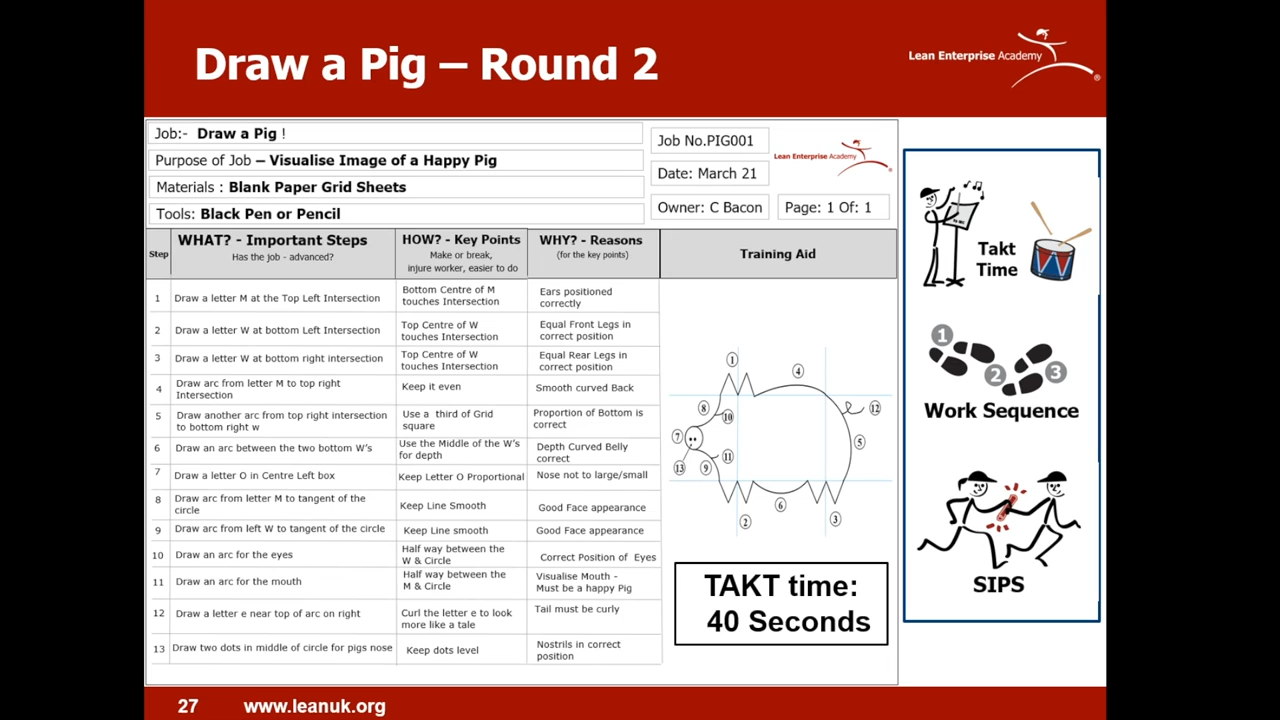 Draw a Pig – Round 2
Lean Enterprise Academy
®
Job:- Draw a Pig !
Purpose of Job – Visualise Image of a Happy Pig
Materials : Blank Paper Grid Sheets
Tools: Black Pen or Pencil
Job No.PIG001
Date: March 21
Owner: C Bacon
Page: 1 Of: 1
Lean Enterprise Academy
®
Step
WHAT? - Important Steps
Has the job - advanced?
HOW? - Key Points
Make or break,
injure worker, easier to do
WHY? - Reasons
(for the key points)
Training Aid
1
Draw a letter M at the Top Left Intersection
Bottom Centre of M
touches Intersection
Ears positioned
correctly
2
Draw a letter W at bottom Left Intersection
Top Centre of W
touches Intersection
Equal Front Legs in
correct position
3
Draw a letter W at bottom right intersection
Top Centre of W
touches Intersection
Equal Rear Legs in
correct position
4
Draw arc from letter M to top right
Intersection
Keep it even
Smooth curved Back
5
Draw another arc from top right intersection
to bottom right w
Use a third of Grid
square
Proportion of Bottom is
correct
6
Draw an arc between the two bottom W's
Use the Middle of the W's
for depth
Depth Curved Belly
correct
7
Draw a letter O in Centre Left box
Keep Letter O Proportional
Nose not to large/small
8
Draw arc from letter M to tangent of the
circle
Keep Line Smooth
Good Face appearance
9
Draw arc from left W to tangent of the circle
Keep Line smooth
Good Face appearance
10
Draw an arc for the eyes
Half way between the
W & Circle
Correct Position of Eyes
11
Draw an arc for the mouth
Half way between the
M & Circle
Visualise Mouth -
Must be a happy Pig
12
Draw a letter e near top of arc on right
Curl the letter e to look
more like a tale
Tail must be curly
13
Draw two dots in middle of circle for pigs nose
Keep dots level
Nostrils in correct
position
1
4
8
10
12
7
5
11
13
9
6
2
3
TAKT time:
40 Seconds
Takt
Time
1
2
3
Work Sequence
SIPS
27
www.leanuk.org